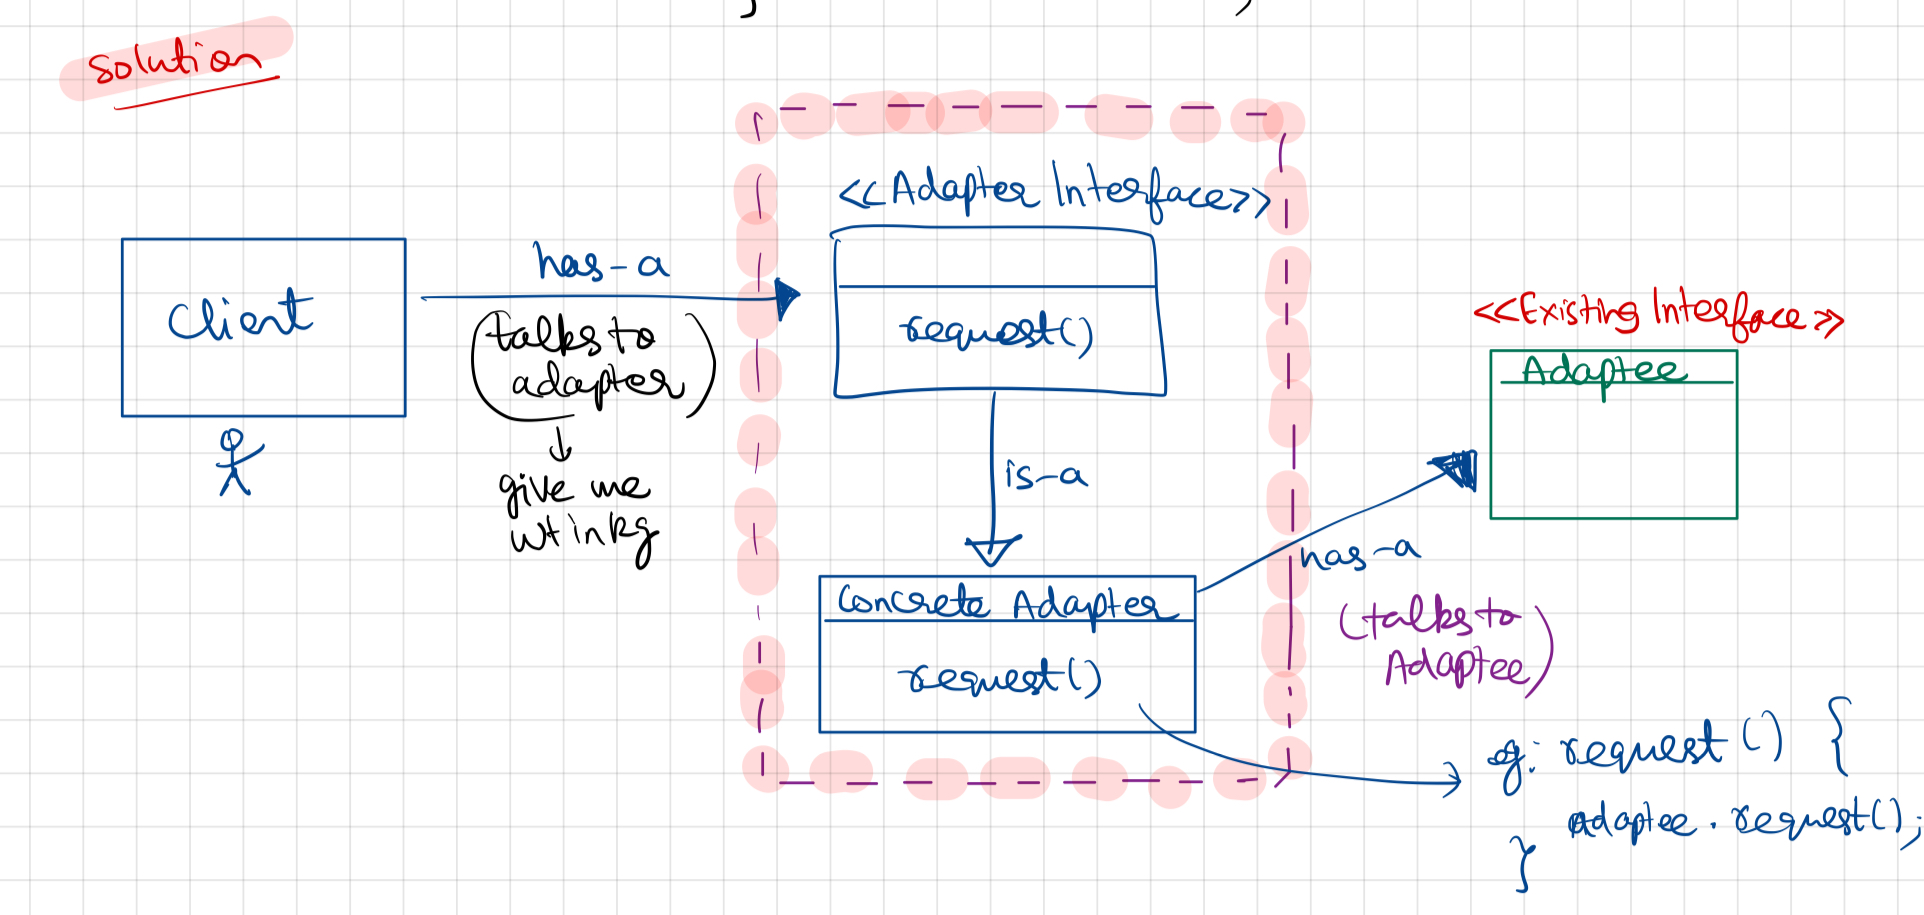 Solution
<<Adapter Interface>>
has-a
Client
request()
(talks to
adapter)
<<Existing Interface>>
Adaptee
give me
wt in kg
is-a
has-a
Concrete Adapter
request()
(talks to
Adaptee)
eg: request() {
adaptee.request();
}